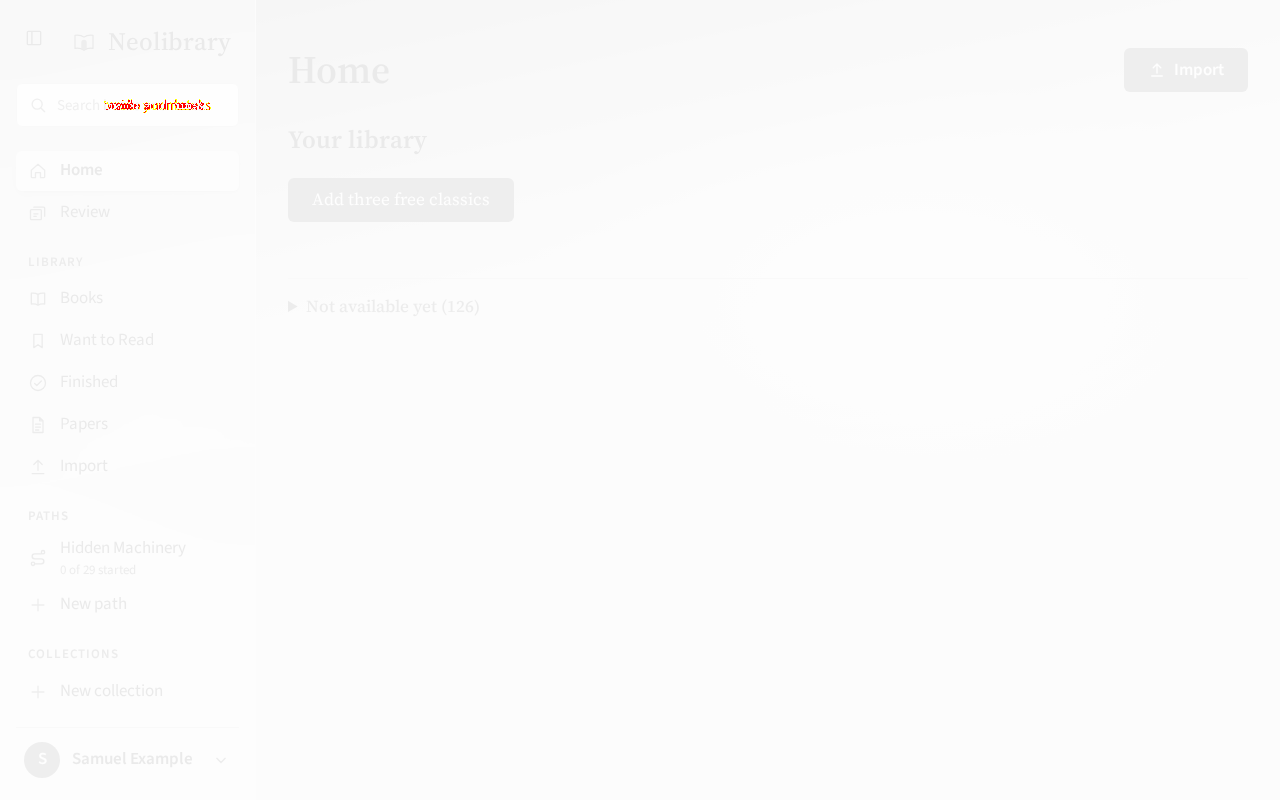 Neolibrary
Search
Home
Review
LIBRARY
Books
Want to Read
Finished
Papers
Import
PATHS
Hidden Machinery
0 of 29 started
New path
COLLECTIONS
New collection
S
Samuel Example
Home
Import
Your library
Add three free classics
Not available yet (126)